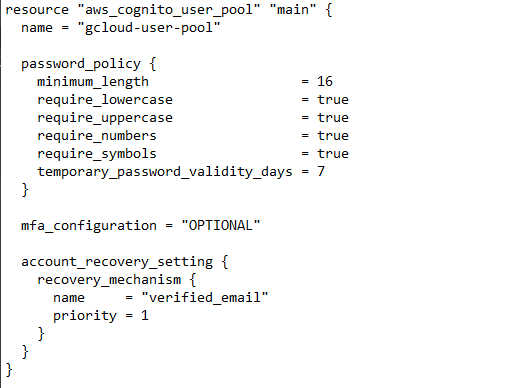 resource "aws_cognito_user_pool" "main" {
  name = "gcloud-user-pool"

  password_policy {
    minimum_length                   = 16
    require_lowercase                = true
    require_uppercase                = true
    require_numbers                  = true
    require_symbols                  = true
    temporary_password_validity_days = 7
  }

  mfa_configuration = "OPTIONAL"

  account_recovery_setting {
    recovery_mechanism {
      name     = "verified_email"
      priority = 1
    }
  }
}